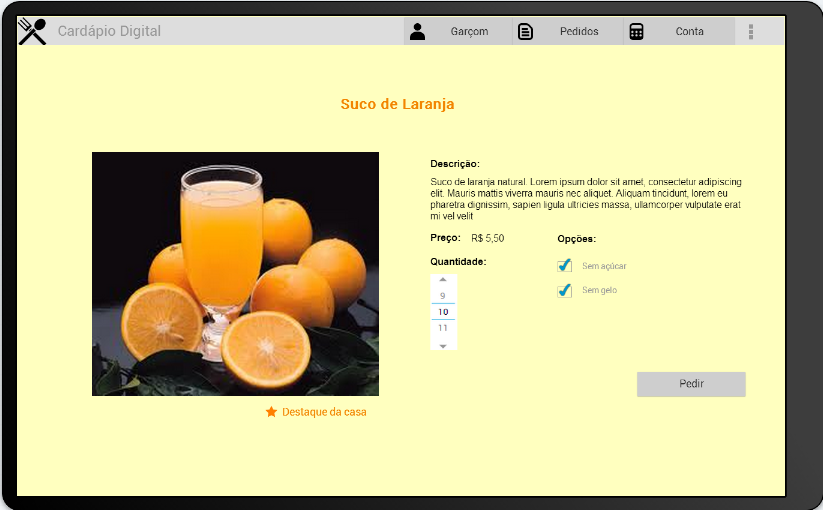 Cardápio Digital
Garçom
Pedidos
Conta
Suco de Laranja
Descrição:
Suco de laranja natural. Lorem ipsum dolor sit amet, consectetur adipiscing
elit. Mauris mattis viverra mauris nec aliquet. Aliquam tincidunt, lorem eu
pharetra dignissim, sapien ligula ultricies massa, ullamcorper vulputate erat
mi vel velit
Preço: R$ 5,50
Opções:
Quantidade:
Sem açúcar
Sem gelo
9
10
11
Pedir
Destaque da casa